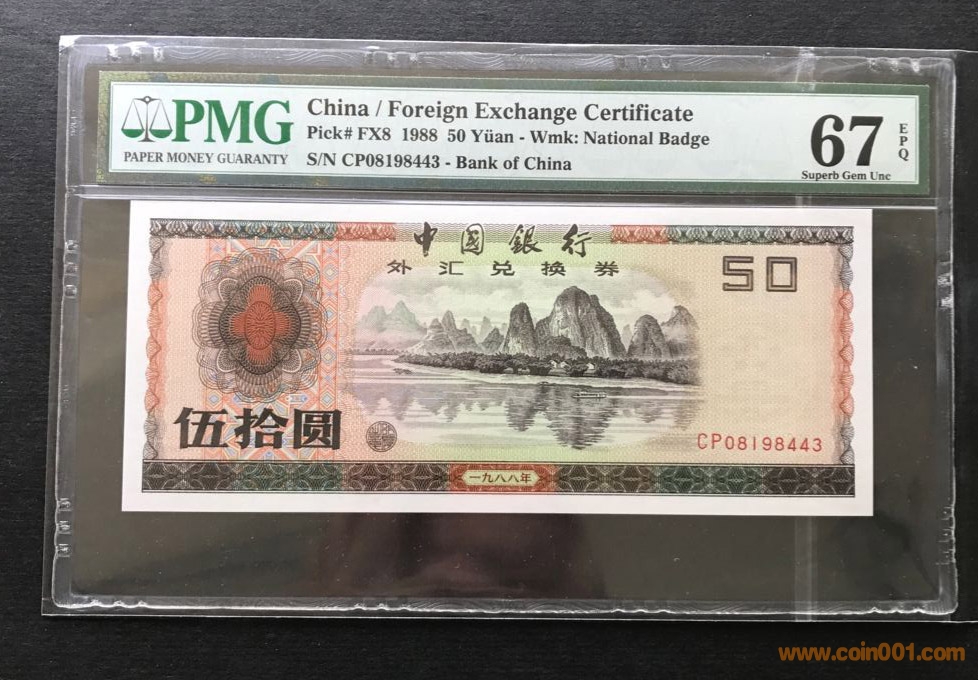 PMG
PAPER MONEY GUARANTY
China / Foreign Exchange Certificate
Pick# FX8 1988 50 Yüan - Wmk: National Badge
S/N CP08198443 - Bank of China
67
EPQ
Superb Gem Unc
中國銀行
外汇兑换券
50
伍拾圆
CP08198443
一九八八年
www.coin001.com